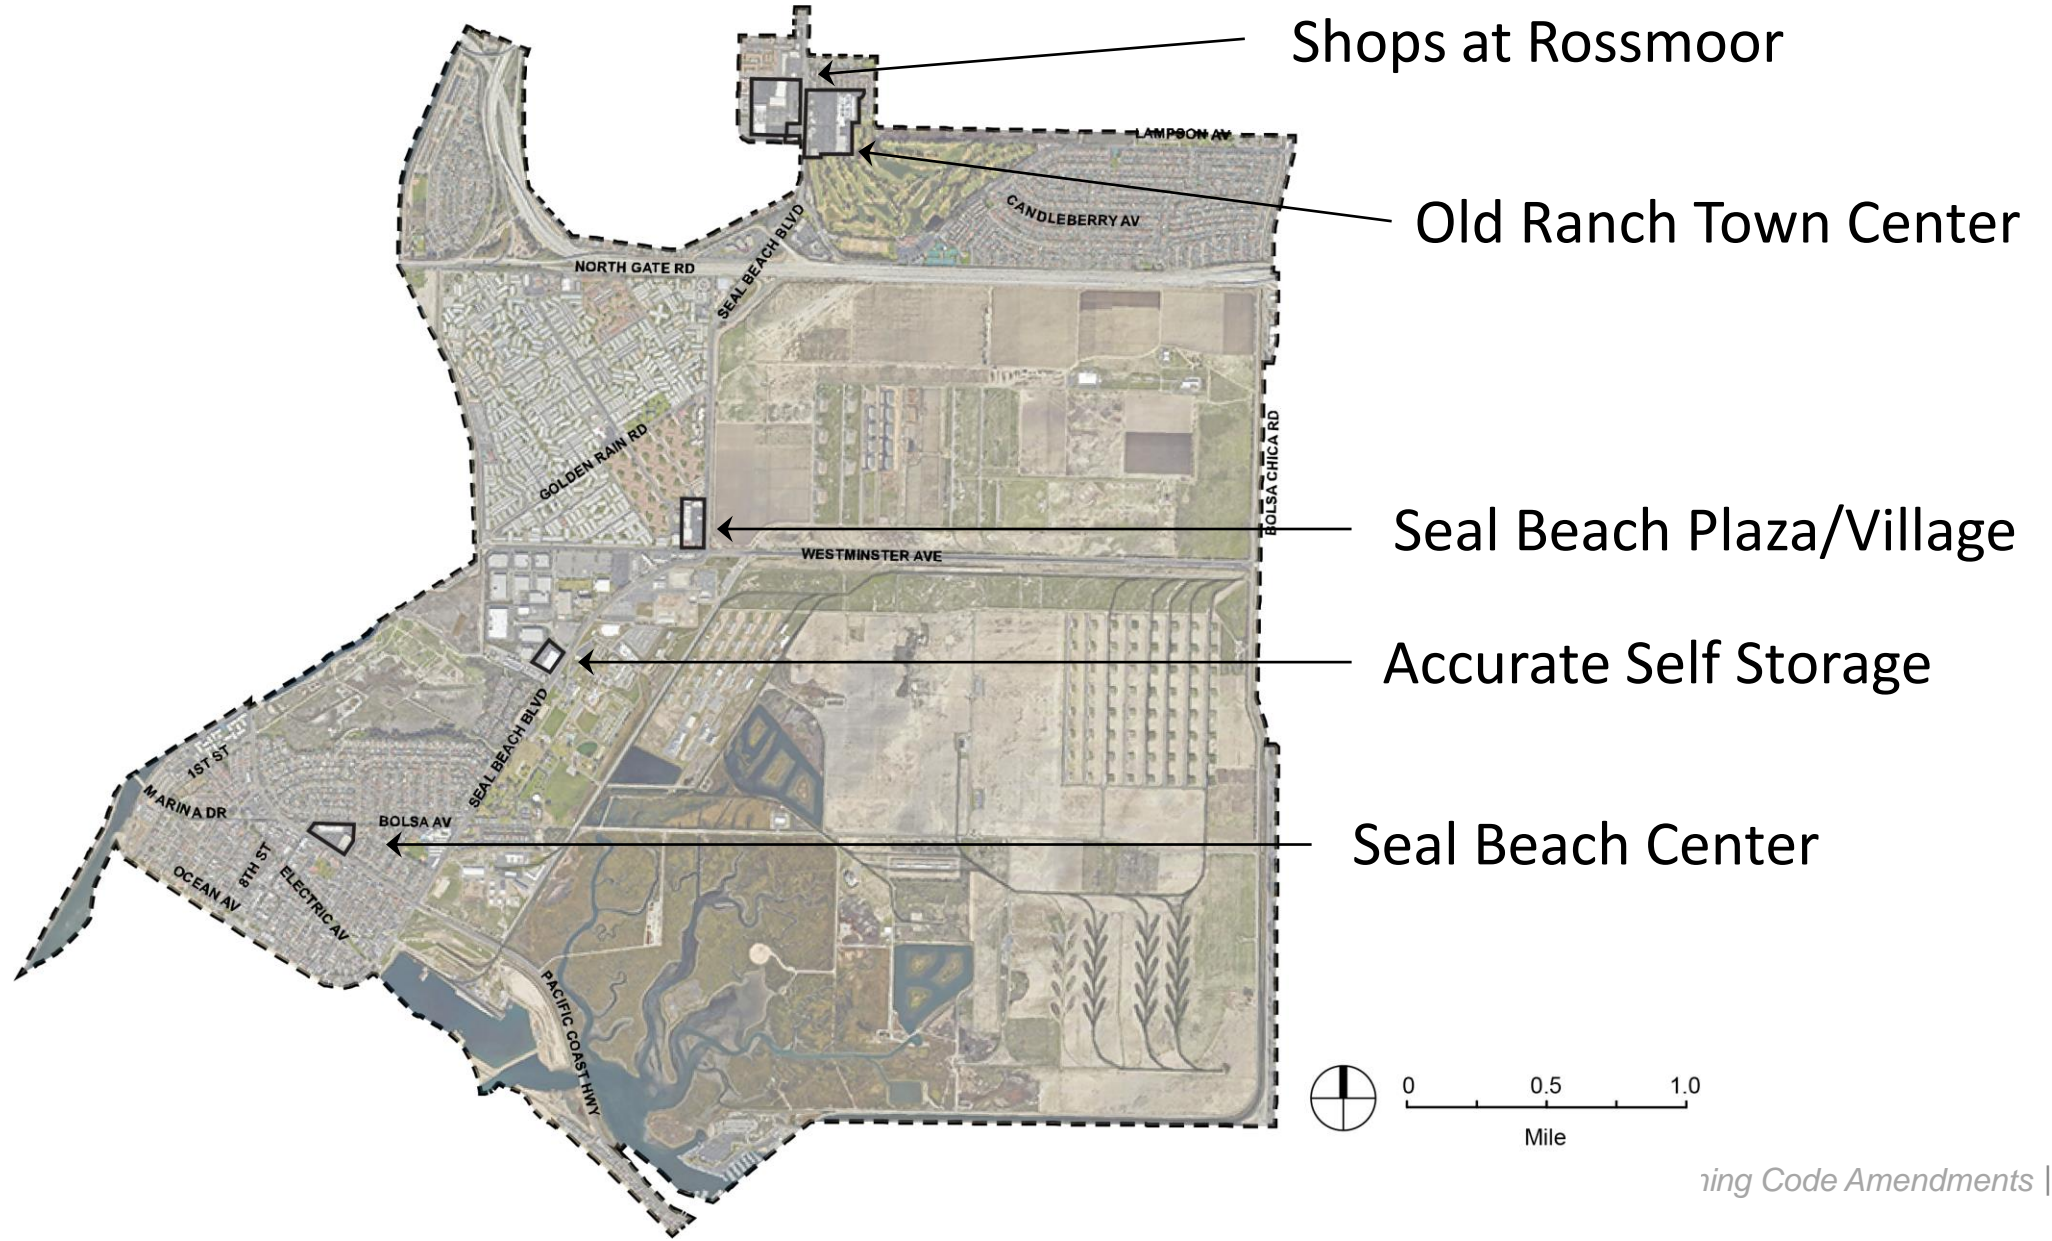 Shops at Rossmoor
LAMPSON AV
CANDLEBERRY AV
Old Ranch Town Center
NORTH GATE RD
SEAL BEACH BLVD
BOLSA CHICA RD
GOLDEN RAIN RD
Seal Beach Plaza/Village
WESTMINSTER AVE
Accurate Self Storage
SEAL BEACH BLVD
1ST ST
MARINA DR
BOLSA AV
Seal Beach Center
8TH ST
OCEAN AV
ELECTRIC AV
PACIFIC COAST HWY
0 0.5 1.0
Mile
Code Amendments |